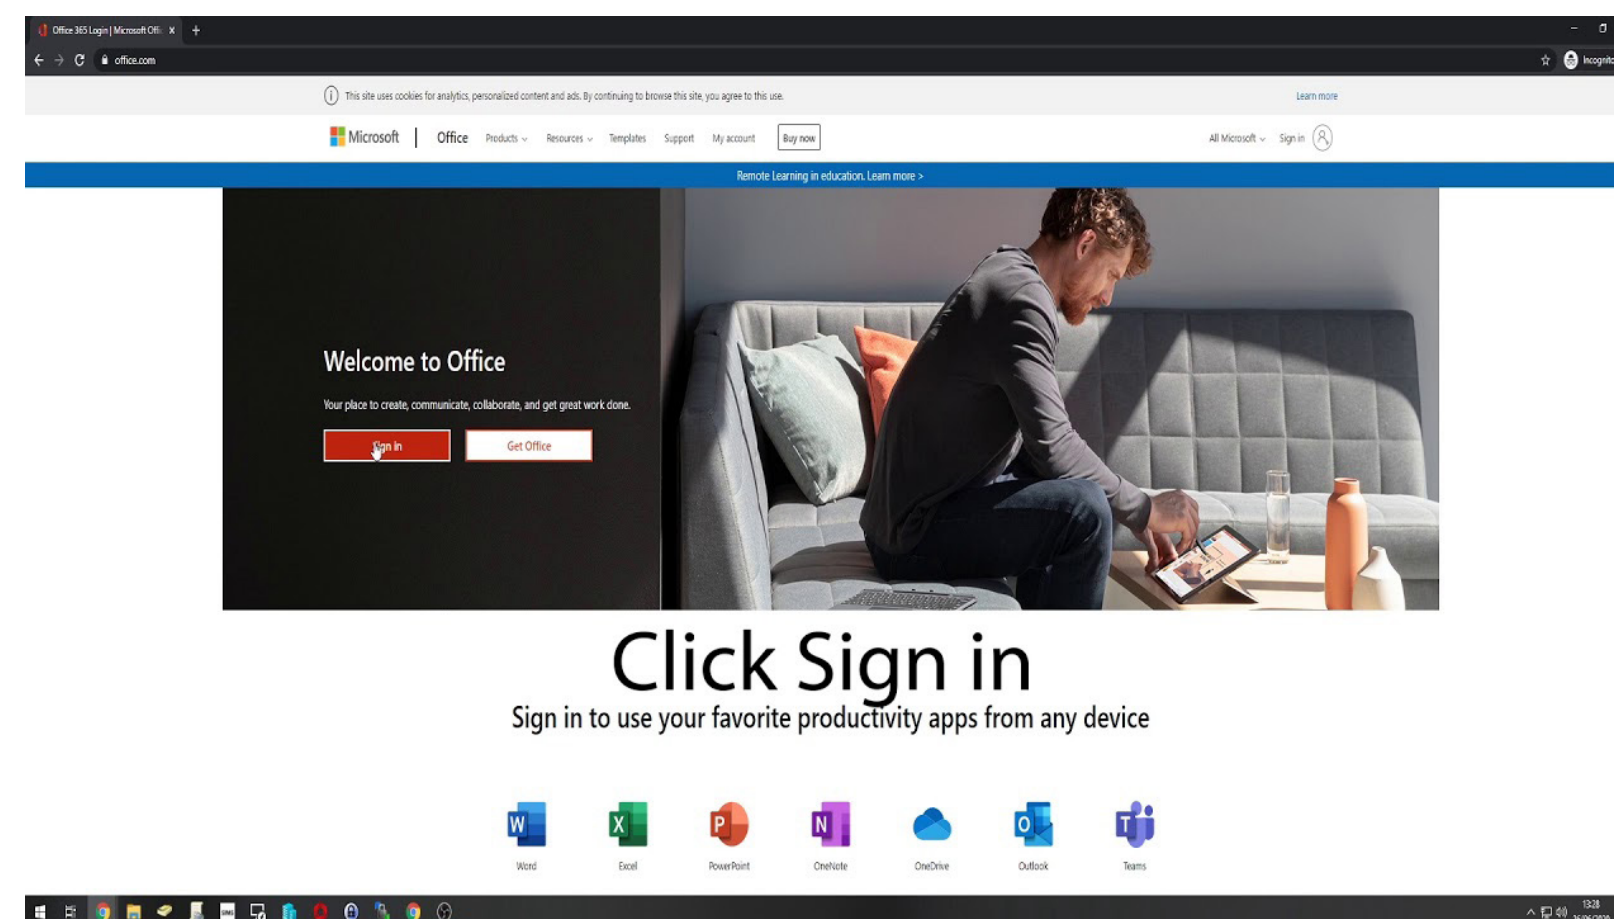 Office 365 Login | Microsoft Offi
office.com
Incognito
This site uses cookies for analytics, personalized content and ads. By continuing to browse this site, you agree to this use.
Learn more
Microsoft
Office
Products
Resources
Templates
Support
My account
Buy now
All Microsoft
Sign in
Remote Learning in education. Learn more >
Welcome to Office
Your place to create, communicate, collaborate, and get great work done.
Sign in
Get Office
Click Sign in
Sign in to use your favorite productivity apps from any device
W
X
P
N
O
T
Word
Excel
PowerPoint
OneNote
OneDrive
Outlook
Teams
13:28